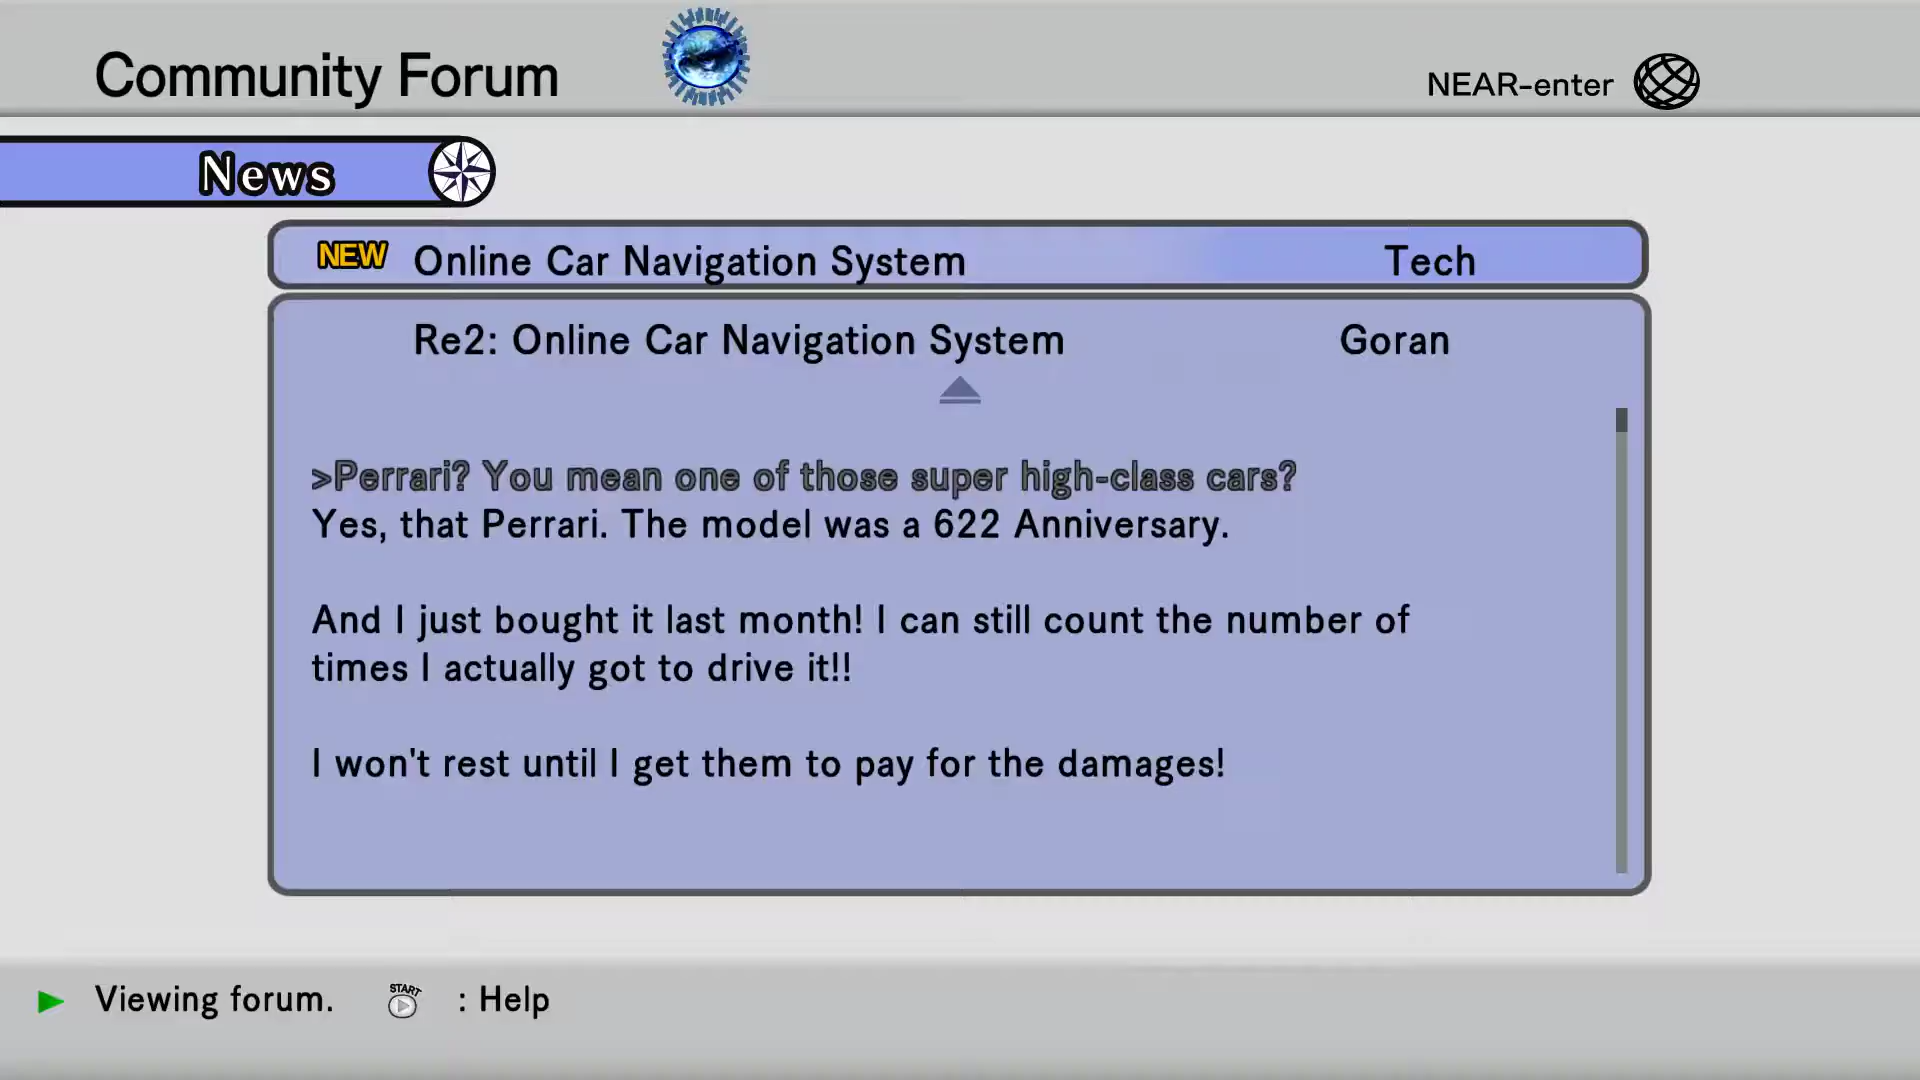 Community Forum
NEAR-enter
News
NEW Online Car Navigation System Tech
Re2: Online Car Navigation System Goran
>Perrari? You mean one of those super high-class cars?
Yes, that Perrari. The model was a 622 Anniversary.
And I just bought it last month! I can still count the number of
times I actually got to drive it!!
I won't rest until I get them to pay for the damages!
Viewing forum. START : Help